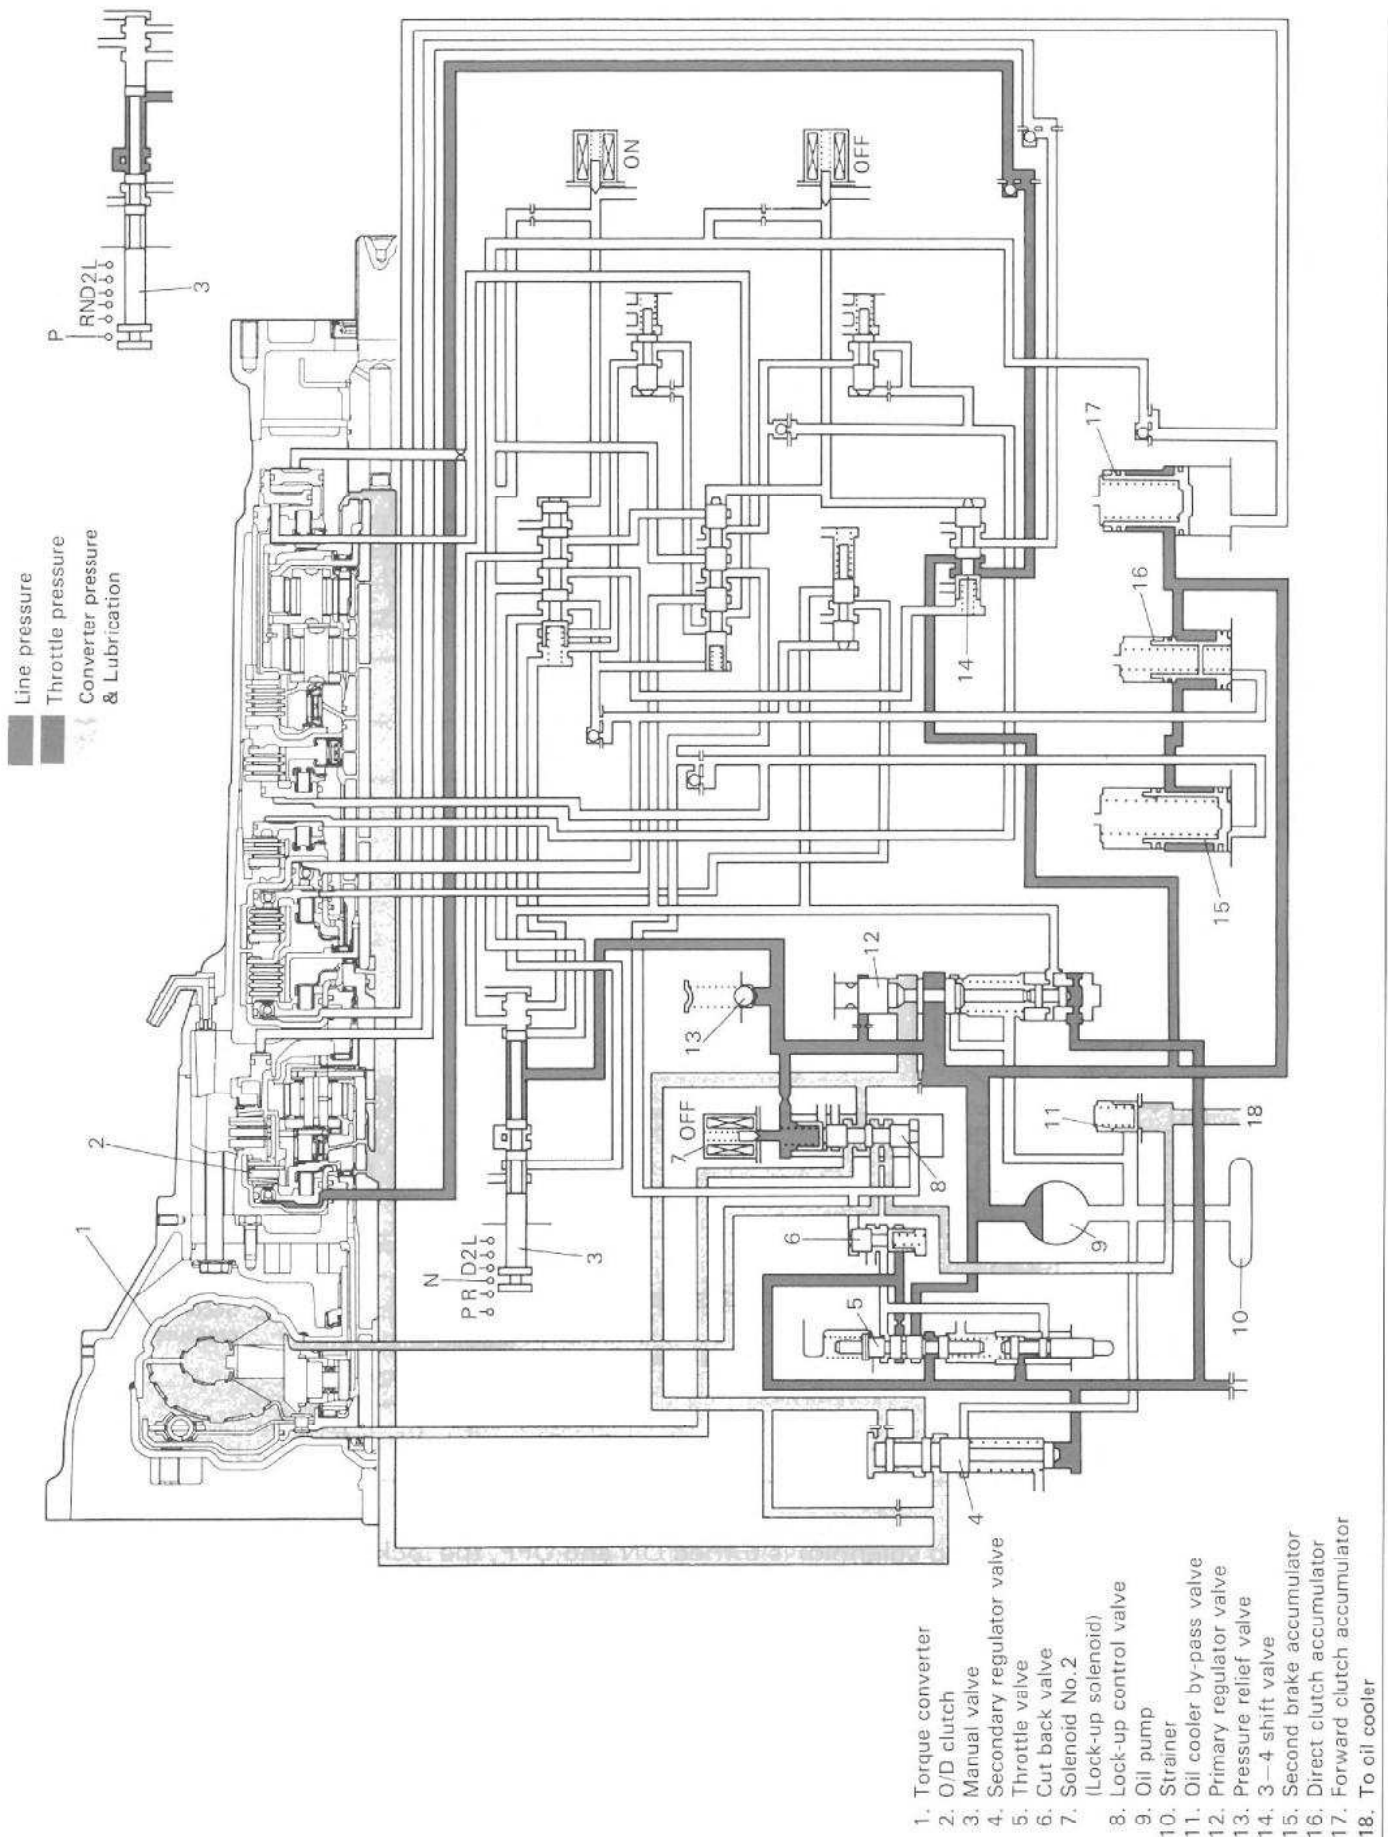 Line pressure
Throttle pressure
Converter pressure
& Lubrication
P
RND2L
3
1
2
N
PR D2L
3
ON
OFF
7
OFF
13
12
6
8
5
4
9
10
11
18
14
15
16
17
1. Torque converter
2. O/D clutch
3. Manual valve
4. Secondary regulator valve
5. Throttle valve
6. Cut back valve
7. Solenoid No.2
(Lock-up solenoid)
8. Lock-up control valve
9. Oil pump
10. Strainer
11. Oil cooler by-pass valve
12. Primary regulator valve
13. Pressure relief valve
14. 3—4 shift valve
15. Second brake accumulator
16. Direct clutch accumulator
17. Forward clutch accumulator
18. To oil cooler